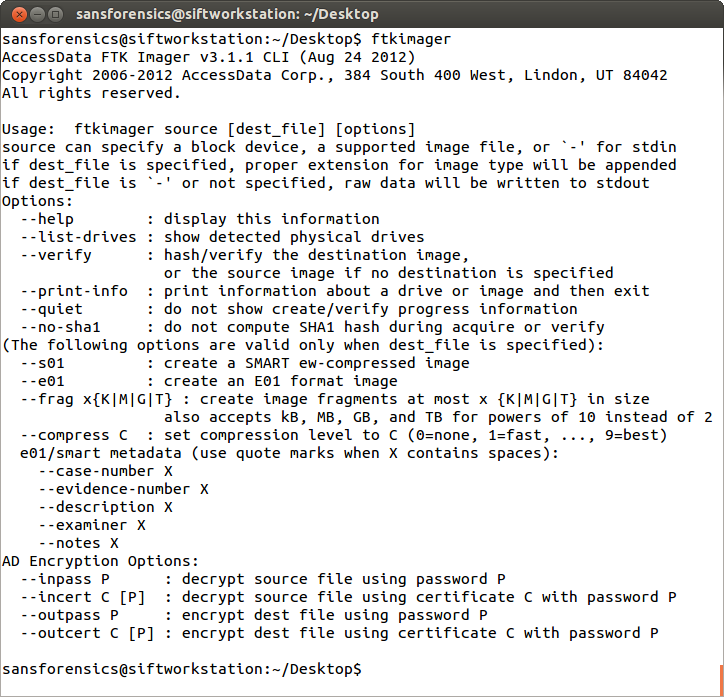 sansforensics@siftworkstation: ~/Desktop
sansforensics@siftworkstation:~/Desktop$ ftkimager
AccessData FTK Imager v3.1.1 CLI (Aug 24 2012)
Copyright 2006-2012 AccessData Corp., 384 South 400 West, Lindon, UT 84042
All rights reserved.

Usage:  ftkimager source [dest_file] [options]
source can specify a block device, a supported image file, or `-' for stdin
if dest_file is specified, proper extension for image type will be appended
if dest_file is `-' or not specified, raw data will be written to stdout
Options:
  --help        : display this information
  --list-drives : show detected physical drives
  --verify      : hash/verify the destination image,
                  or the source image if no destination is specified
  --print-info  : print information about a drive or image and then exit
  --quiet       : do not show create/verify progress information
  --no-sha1     : do not compute SHA1 hash during acquire or verify
(The following options are valid only when dest_file is specified):
  --s01         : create a SMART ew-compressed image
  --e01         : create an E01 format image
  --frag x{K|M|G|T} : create image fragments at most x {K|M|G|T} in size
                  also accepts kB, MB, GB, and TB for powers of 10 instead of 2
  --compress C  : set compression level to C (0=none, 1=fast, ..., 9=best)
  e01/smart metadata (use quote marks when X contains spaces):
    --case-number X
    --evidence-number X
    --description X
    --examiner X
    --notes X
AD Encryption Options:
  --inpass P      : decrypt source file using password P
  --incert C [P]  : decrypt source file using certificate C with password P
  --outpass P     : encrypt dest file using password P
  --outcert C [P] : encrypt dest file using certificate C with password P

sansforensics@siftworkstation:~/Desktop$